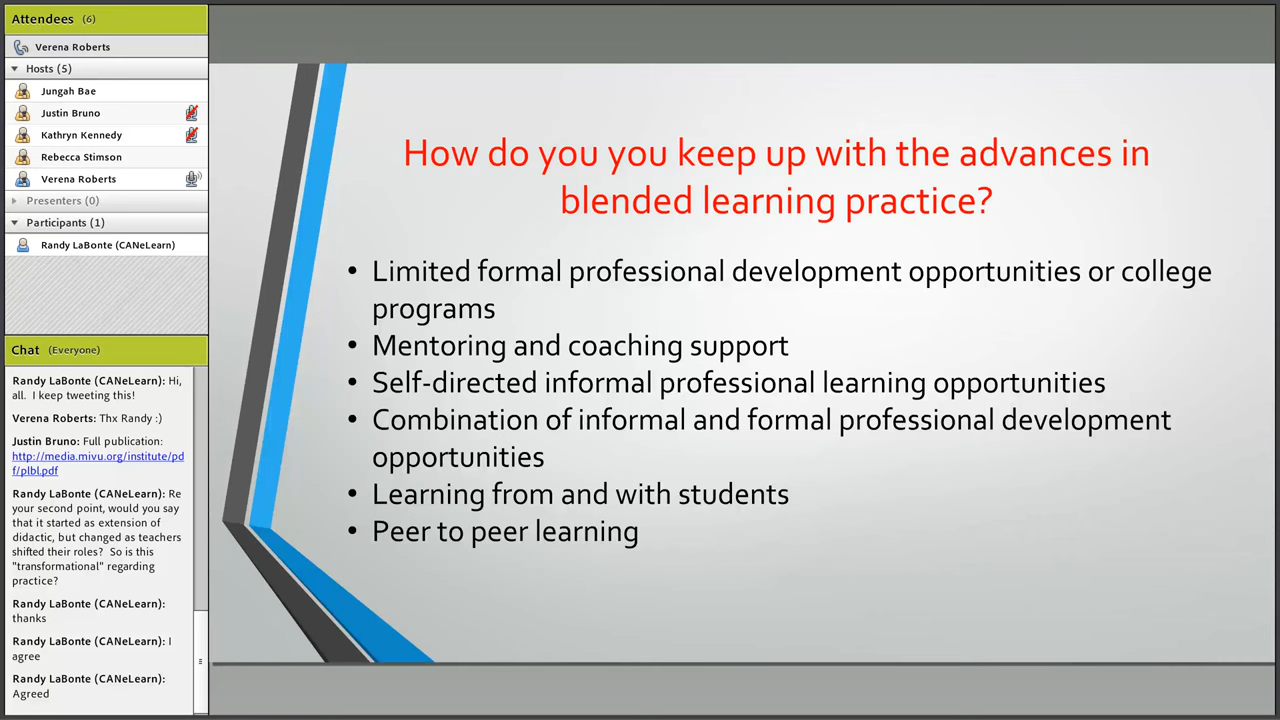 Attendees (6)
Verena Roberts
Hosts (5)
Jungah Bae
Justin Bruno
Kathryn Kennedy
Rebecca Stimson
Verena Roberts
Presenters (0)
Participants (1)
Randy LaBonte (CANeLearn)
Chat (Everyone)
Randy LaBonte (CANeLearn): Hi,
all. I keep tweeting this!
Verena Roberts: Thx Randy :)
Justin Bruno: Full publication:
http://media.mivu.org/institute/pd
f/plbl.pdf
Randy LaBonte (CANeLearn): Re
your second point, would you say
that it started as extension of
didactic, but changed as teachers
shifted their roles? So is this
"transformational" regarding
practice?
Randy LaBonte (CANeLearn):
thanks
Randy LaBonte (CANeLearn): I
agree
Randy LaBonte (CANeLearn):
Agreed
How do you you keep up with the advances in
blended learning practice?
• Limited formal professional development opportunities or college
programs
• Mentoring and coaching support
• Self-directed informal professional learning opportunities
• Combination of informal and formal professional development
opportunities
• Learning from and with students
• Peer to peer learning